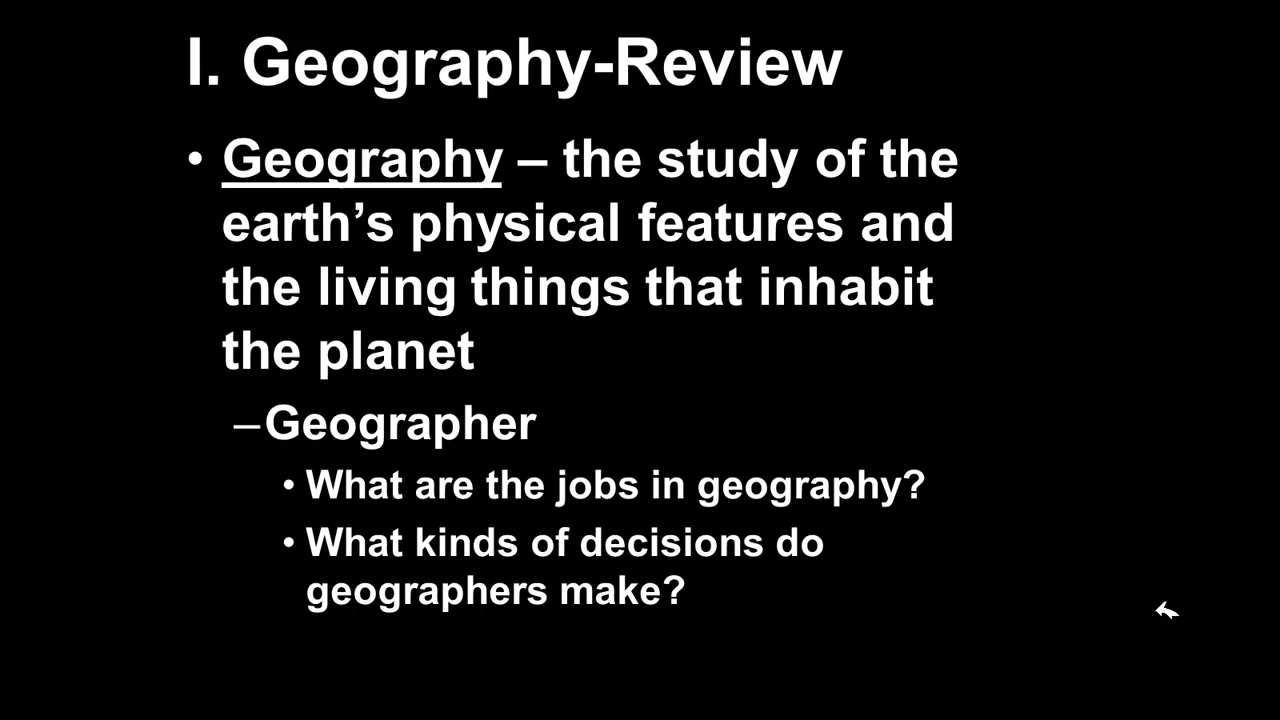 I. Geography-Review
• Geography – the study of the
earth’s physical features and
the living things that inhabit
the planet
–Geographer
• What are the jobs in geography?
• What kinds of decisions do
geographers make?